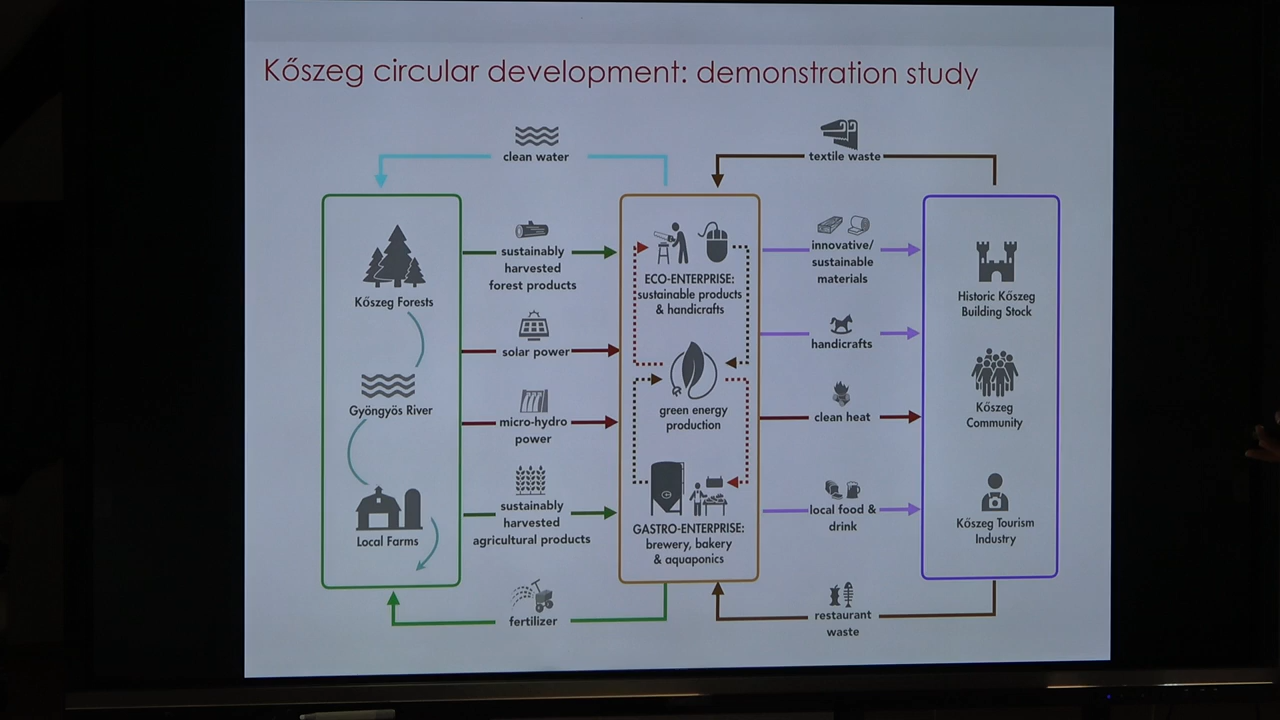 Kőszeg circular development: demonstration study
clean water
textile waste
Kőszeg Forests
Gyöngyös River
Local Farms
sustainably
harvested
forest products
solar power
micro-hydro
power
sustainably
harvested
agricultural products
fertilizer
ECO-ENTERPRISE:
sustainable products
& handicrafts
green energy
production
GASTRO-ENTERPRISE:
brewery, bakery
& aquaponics
innovative/
sustainable
materials
handicrafts
clean heat
local food &
drink
restaurant
waste
Historic Kőszeg
Building Stock
Kőszeg
Community
Kőszeg Tourism
Industry